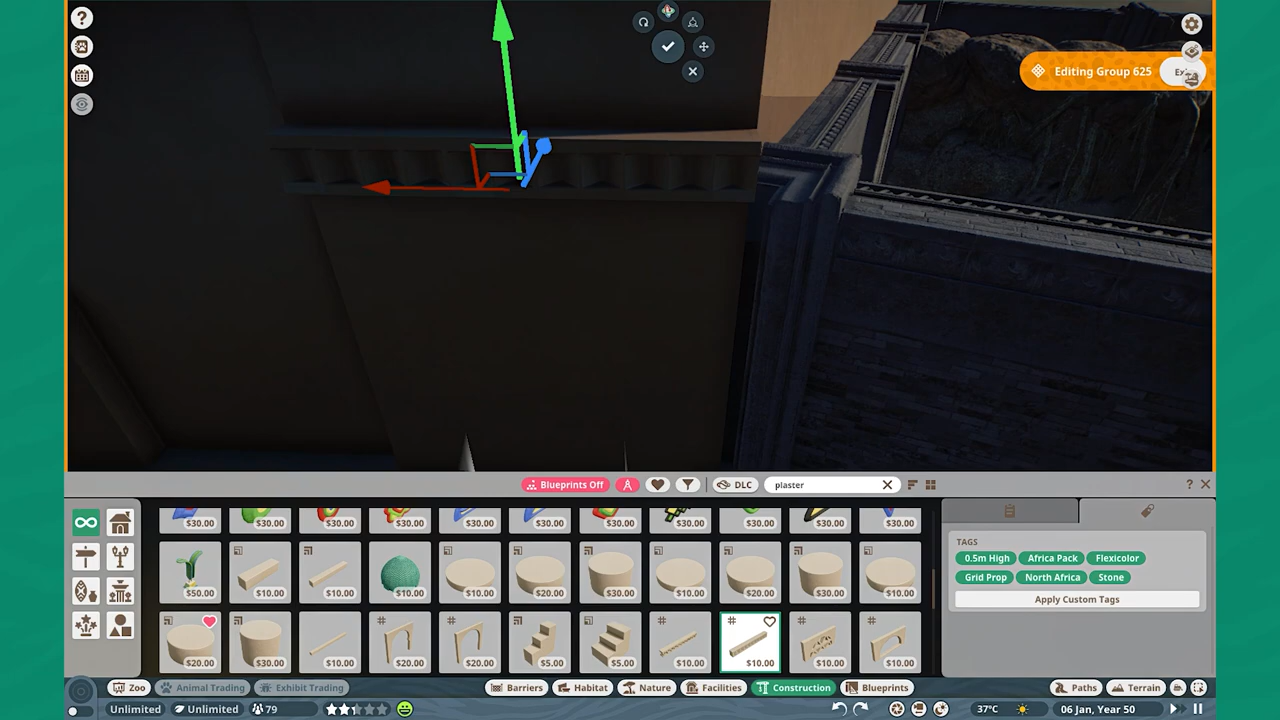 ?
Editing Group 625
Blueprints Off
DLC
plaster
?
$30.00 $30.00 $30.00 $30.00 $30.00 $30.00 $30.00 $30.00 $30.00 $30.00 $30.00
$50.00 $10.00 $10.00 $10.00 $10.00 $20.00 $30.00 $10.00 $20.00 $30.00 $10.00
$20.00 $30.00 $10.00 $20.00 $20.00 $5.00 $5.00 $10.00 $10.00 $10.00 $10.00
TAGS
0.5m High Africa Pack Flexicolor
Grid Prop North Africa Stone
Apply Custom Tags
Zoo Animal Trading Exhibit Trading Barriers Habitat Nature Facilities Construction Blueprints Paths Terrain
Unlimited Unlimited 79 37°C 06 Jan, Year 50